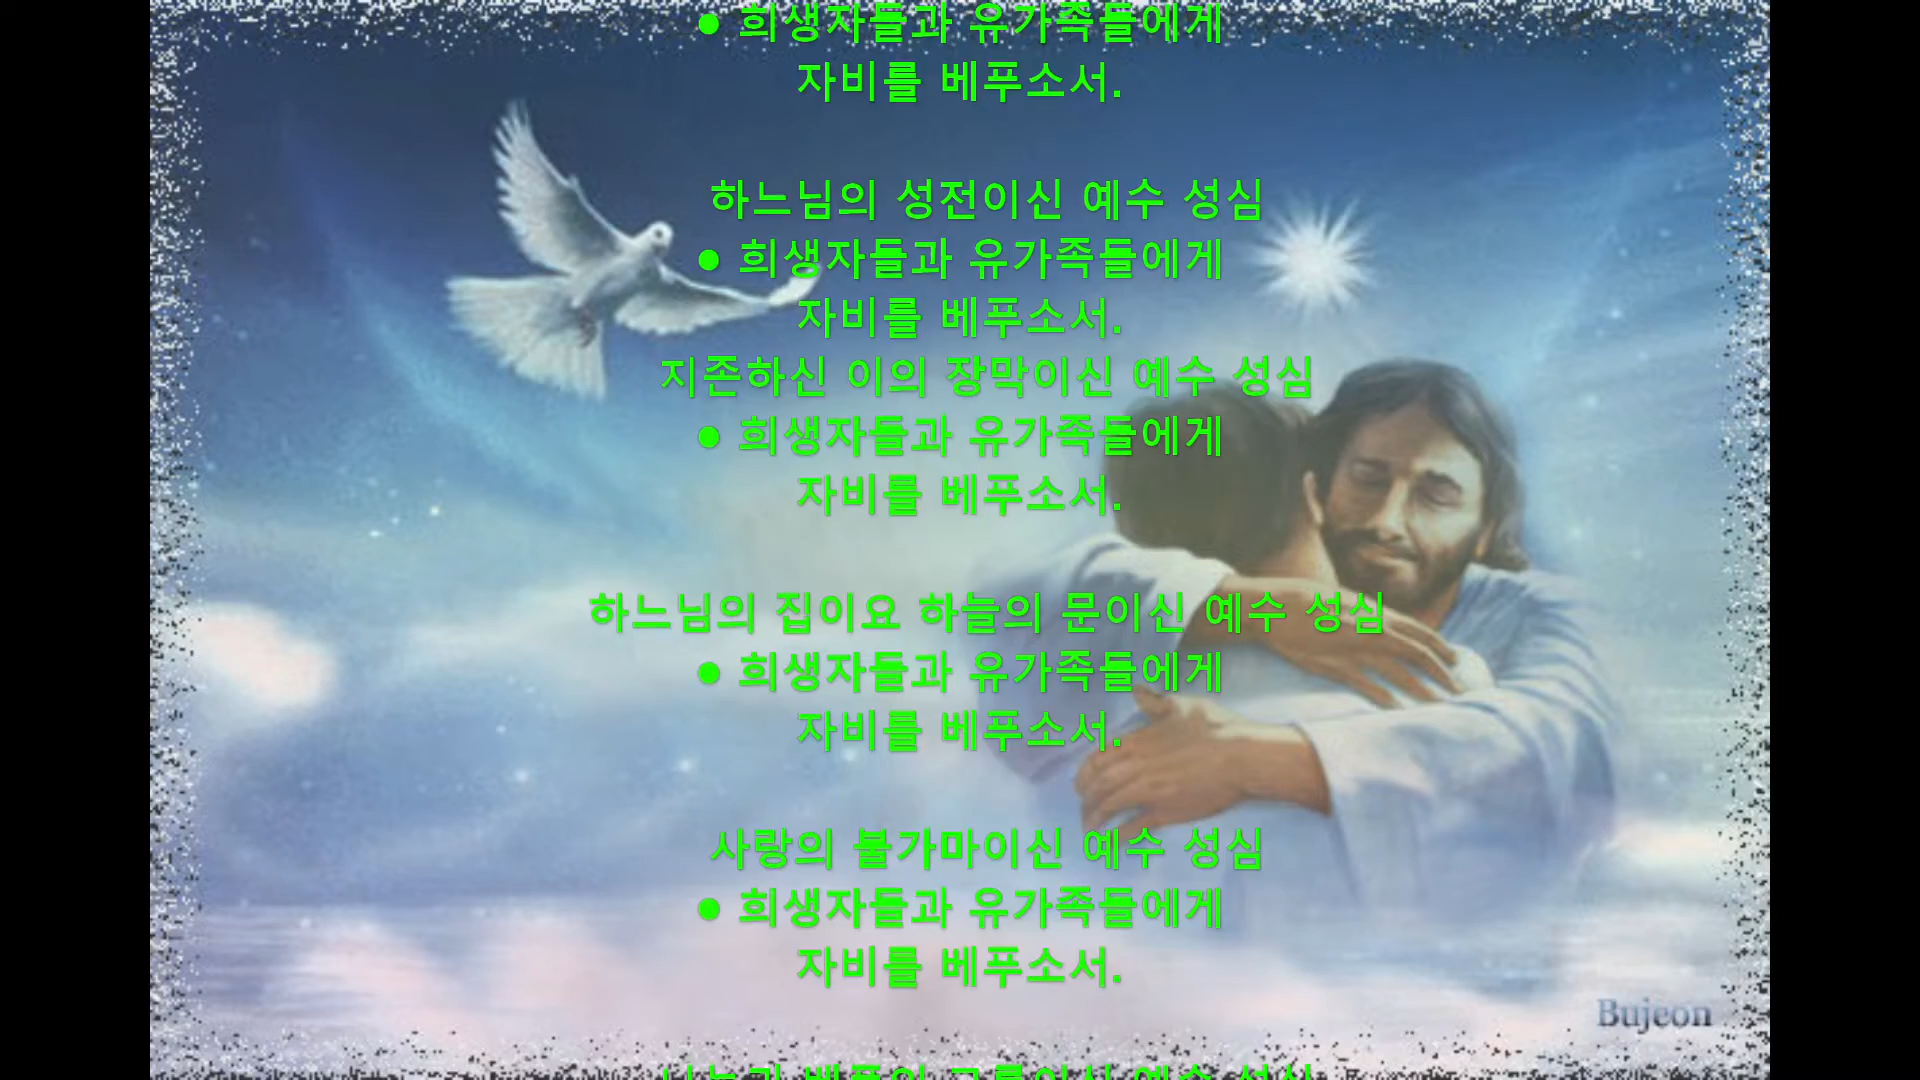 ● 희생자들과 유가족들에게
자비를 베푸소서.
하느님의 성전이신 예수 성심
● 희생자들과 유가족들에게
자비를 베푸소서.
지존하신 이의 장막이신 예수 성심
● 희생자들과 유가족들에게
자비를 베푸소서.
하느님의 집이요 하늘의 문이신 예수 성심
● 희생자들과 유가족들에게
자비를 베푸소서.
사랑의 불가마이신 예수 성심
● 희생자들과 유가족들에게
자비를 베푸소서.
Bujeon
예수 성심